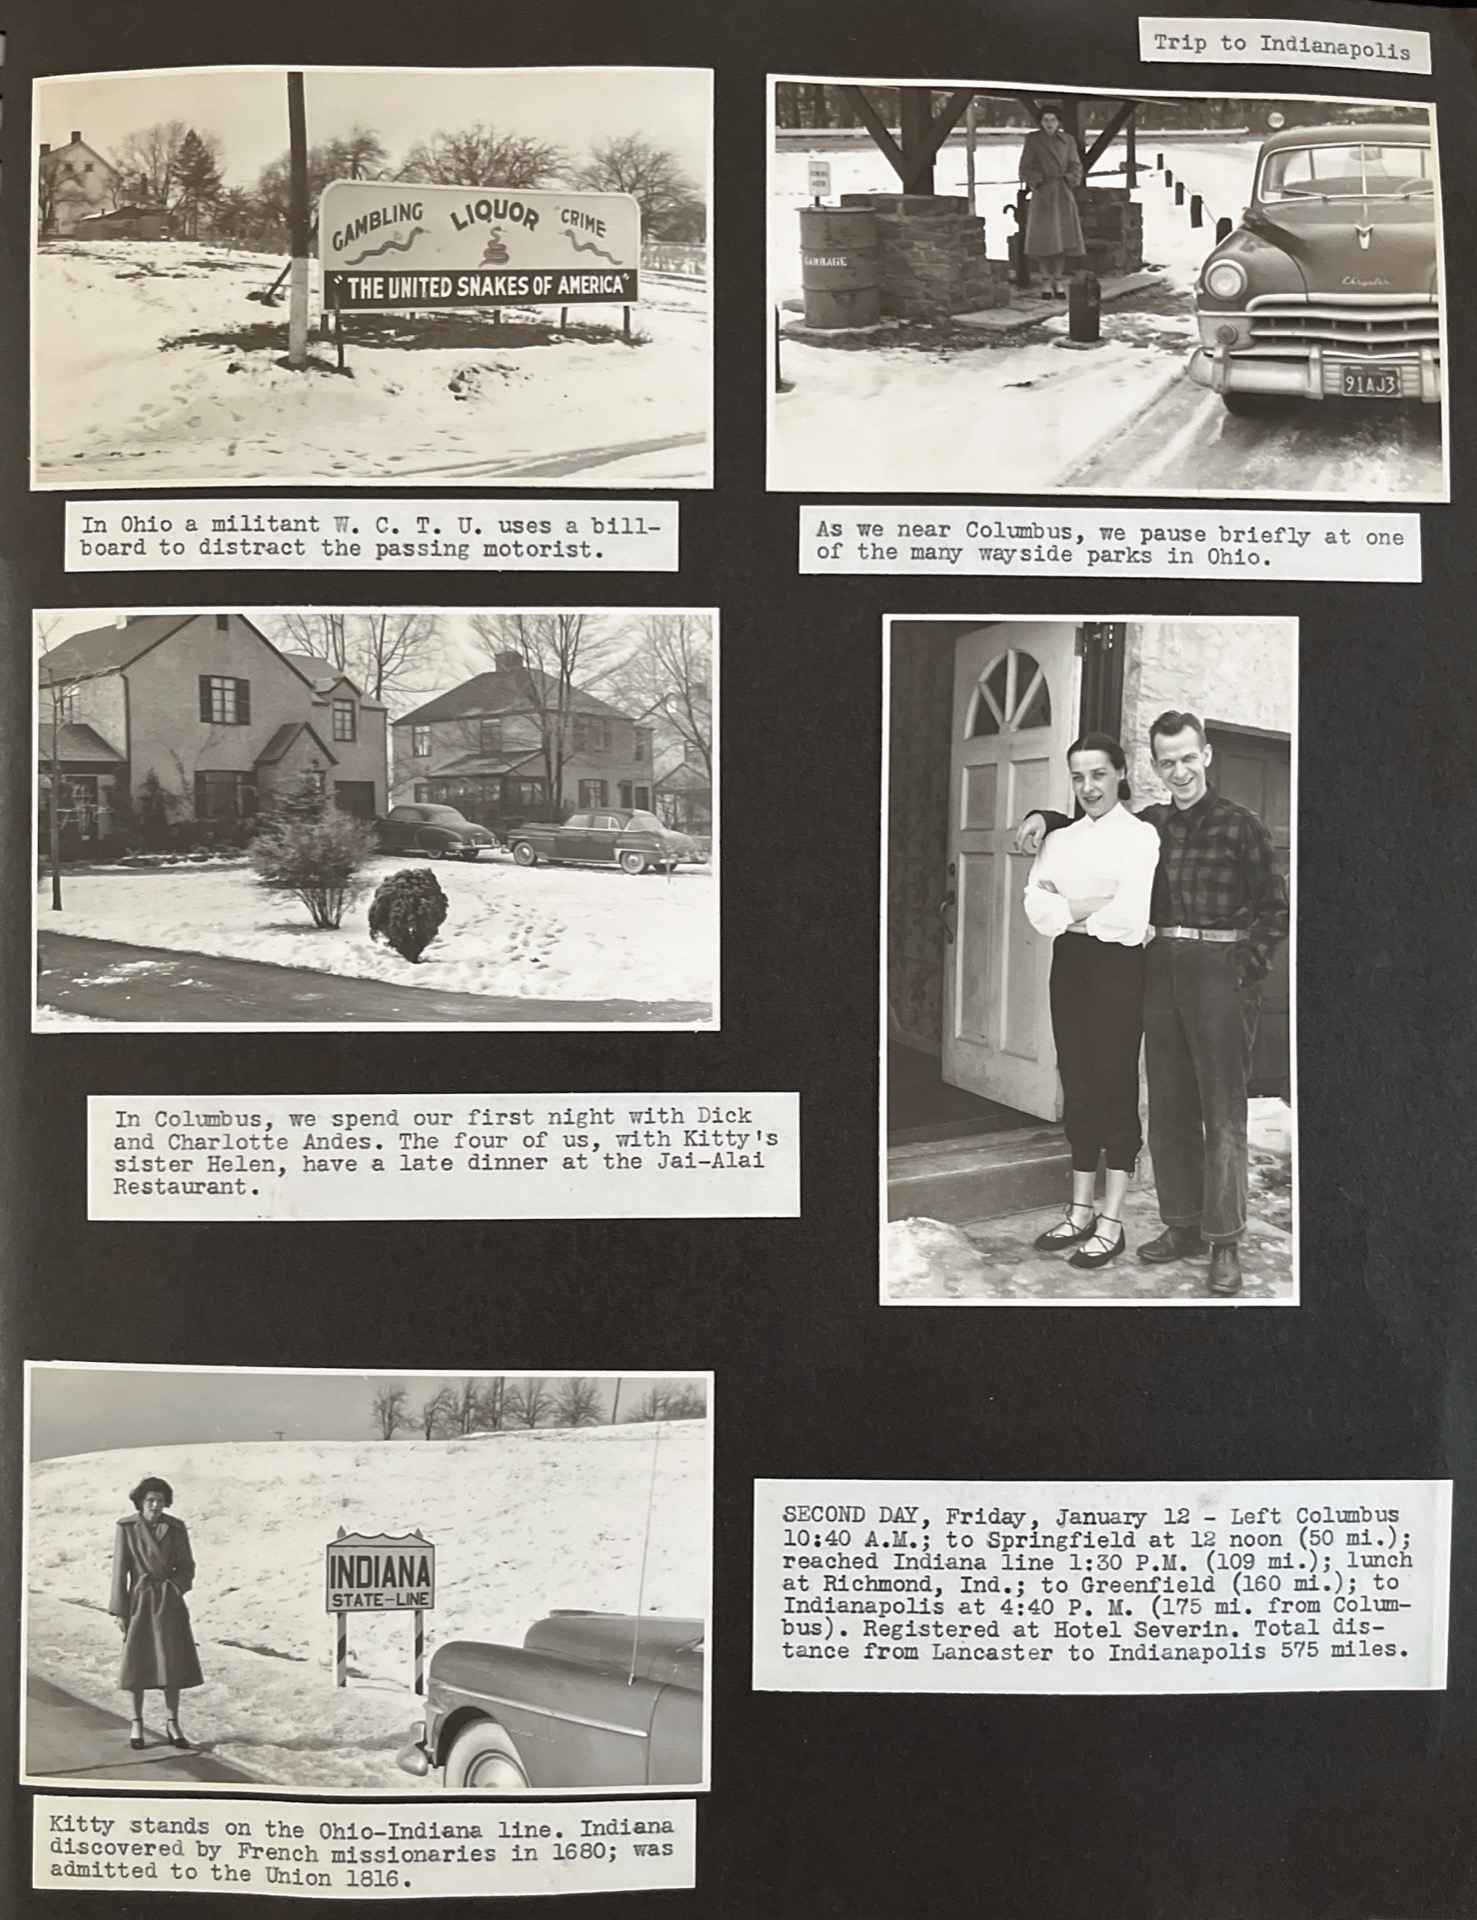 Trip to Indianapolis
GAMBLING LIQUOR CRIME
"THE UNITED SNAKES OF AMERICA"
GARBAGE
Chrysler
91AJ3
In Ohio a militant W. C. T. U. uses a bill-
board to distract the passing motorist.
As we near Columbus, we pause briefly at one
of the many wayside parks in Ohio.
In Columbus, we spend our first night with Dick
and Charlotte Andes. The four of us, with Kitty's
sister Helen, have a late dinner at the Jai-Alai
Restaurant.
INDIANA
STATE-LINE
SECOND DAY, Friday, January 12 - Left Columbus
10:40 A.M.; to Springfield at 12 noon (50 mi.);
reached Indiana line 1:30 P.M. (109 mi.); lunch
at Richmond, Ind.; to Greenfield (160 mi.); to
Indianapolis at 4:40 P. M. (175 mi. from Colum-
bus). Registered at Hotel Severin. Total dis-
tance from Lancaster to Indianapolis 575 miles.
Kitty stands on the Ohio-Indiana line. Indiana
discovered by French missionaries in 1680; was
admitted to the Union 1816.